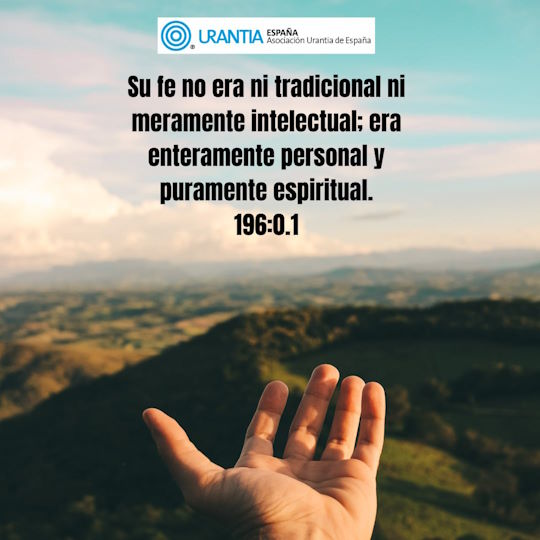 URANTIA ESPAÑA
® Asociación Urantia de España
Su fe no era ni tradicional ni
meramente intelectual; era
enteramente personal y
puramente espiritual.
196:0.1